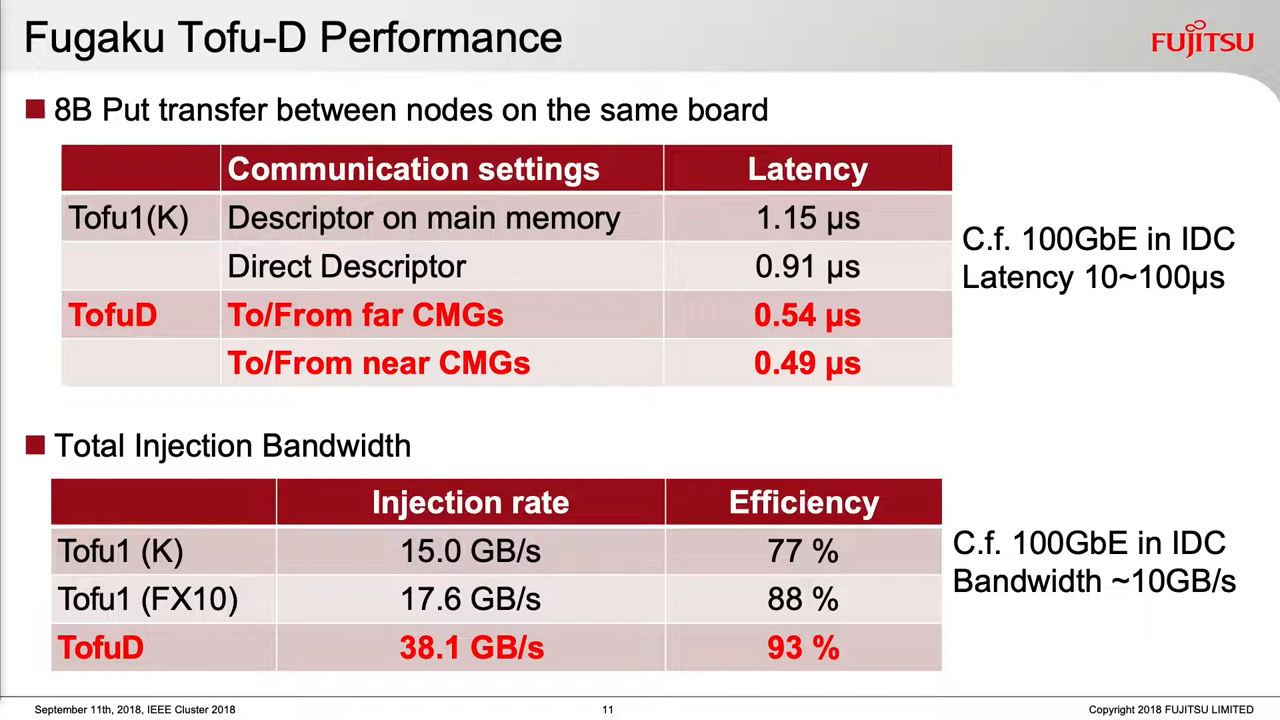 Fugaku Tofu-D Performance
FUJITSU
8B Put transfer between nodes on the same board
Communication settings Latency
Tofu1(K) Descriptor on main memory 1.15 µs
Direct Descriptor 0.91 µs
TofuD To/From far CMGs 0.54 µs
To/From near CMGs 0.49 µs
C.f. 100GbE in IDC
Latency 10~100µs
Total Injection Bandwidth
Injection rate Efficiency
Tofu1 (K) 15.0 GB/s 77 %
Tofu1 (FX10) 17.6 GB/s 88 %
TofuD 38.1 GB/s 93 %
C.f. 100GbE in IDC
Bandwidth ~10GB/s
September 11th, 2018, IEEE Cluster 2018 11 Copyright 2018 FUJITSU LIMITED